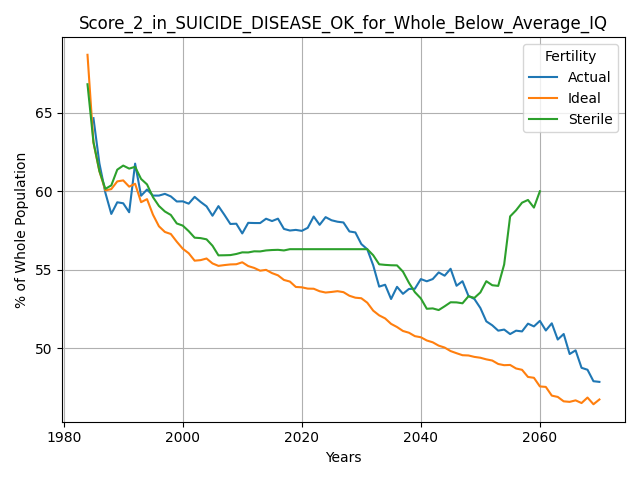 Score_2_in_SUICIDE_DISEASE_OK_for_Whole_Below_Average_IQ
Fertility
Actual
Ideal
Sterile
% of Whole Population
65
60
55
50
1980
2000
2020
2040
2060
Years